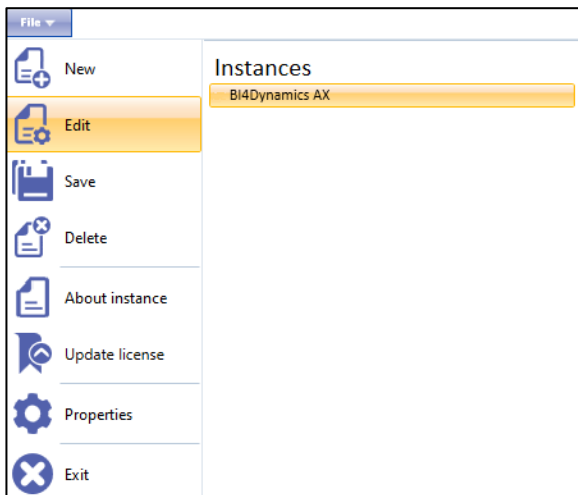 File
New
Edit
Save
Delete
About instance
Update license
Properties
Exit
Instances
BI4Dynamics AX